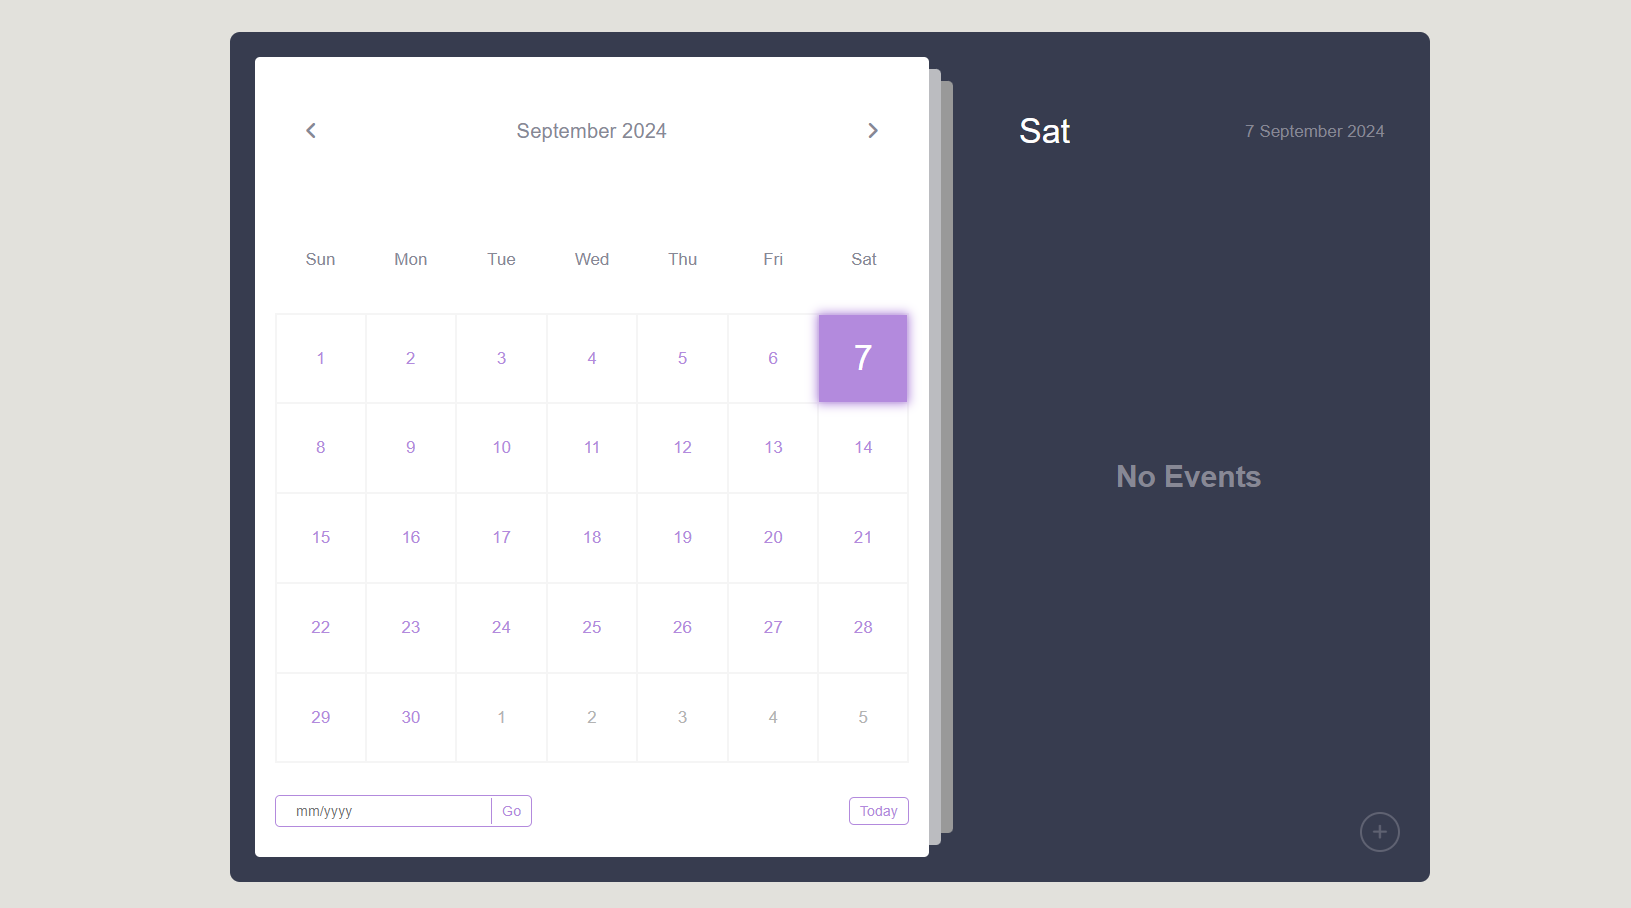 September 2024
Sun Mon Tue Wed Thu Fri Sat
1 2 3 4 5 6 7
8 9 10 11 12 13 14
15 16 17 18 19 20 21
22 23 24 25 26 27 28
29 30 1 2 3 4 5
mm/yyyy Go Today
Sat 7 September 2024
No Events
+